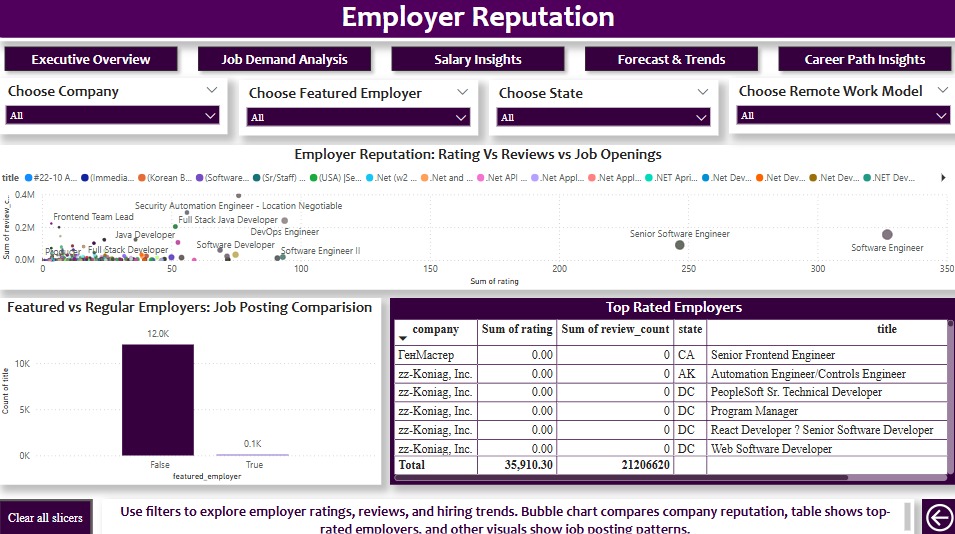 Employer Reputation
Executive Overview
Job Demand Analysis
Salary Insights
Forecast & Trends
Career Path Insights
Choose Company
All
Choose Featured Employer
All
Choose State
All
Choose Remote Work Model
All
Employer Reputation: Rating Vs Reviews vs Job Openings
title #22-10 A... (Immedia... (Korean B... (Software... (Sr/Staff) ... (USA) |Se... .Net (w2 ... .Net and ... .Net API ... .Net Appl... .Net Appl... .NET Apri... .Net Dev... .Net Dev... .Net Dev... .NET Dev...
Sum of review_c...
0.4M
0.2M
0.0M
Security Automation Engineer - Location Negotiable
Frontend Team Lead
Full Stack Java Developer
Java Developer
DevOps Engineer
Senior Software Engineer
Full Stack Developer
Software Developer
Software Engineer II
Software Engineer
0 50 100 150 200 250 300 350
Sum of rating
Featured vs Regular Employers: Job Posting Comparision
Count of title
10K
5K
0K
12.0K
0.1K
False True
featured_employer
Top Rated Employers
company Sum of rating Sum of review_count state title
ГенМастер 0.00 0 CA Senior Frontend Engineer
zz-Koniag, Inc. 0.00 0 AK Automation Engineer/Controls Engineer
zz-Koniag, Inc. 0.00 0 DC PeopleSoft Sr. Technical Developer
zz-Koniag, Inc. 0.00 0 DC Program Manager
zz-Koniag, Inc. 0.00 0 DC React Developer ? Senior Software Developer
zz-Koniag, Inc. 0.00 0 DC Web Software Developer
Total 35,910.30 21206620
Clear all slicers
Use filters to explore employer ratings, reviews, and hiring trends. Bubble chart compares company reputation, table shows top-
rated employers, and other visuals show job posting patterns.